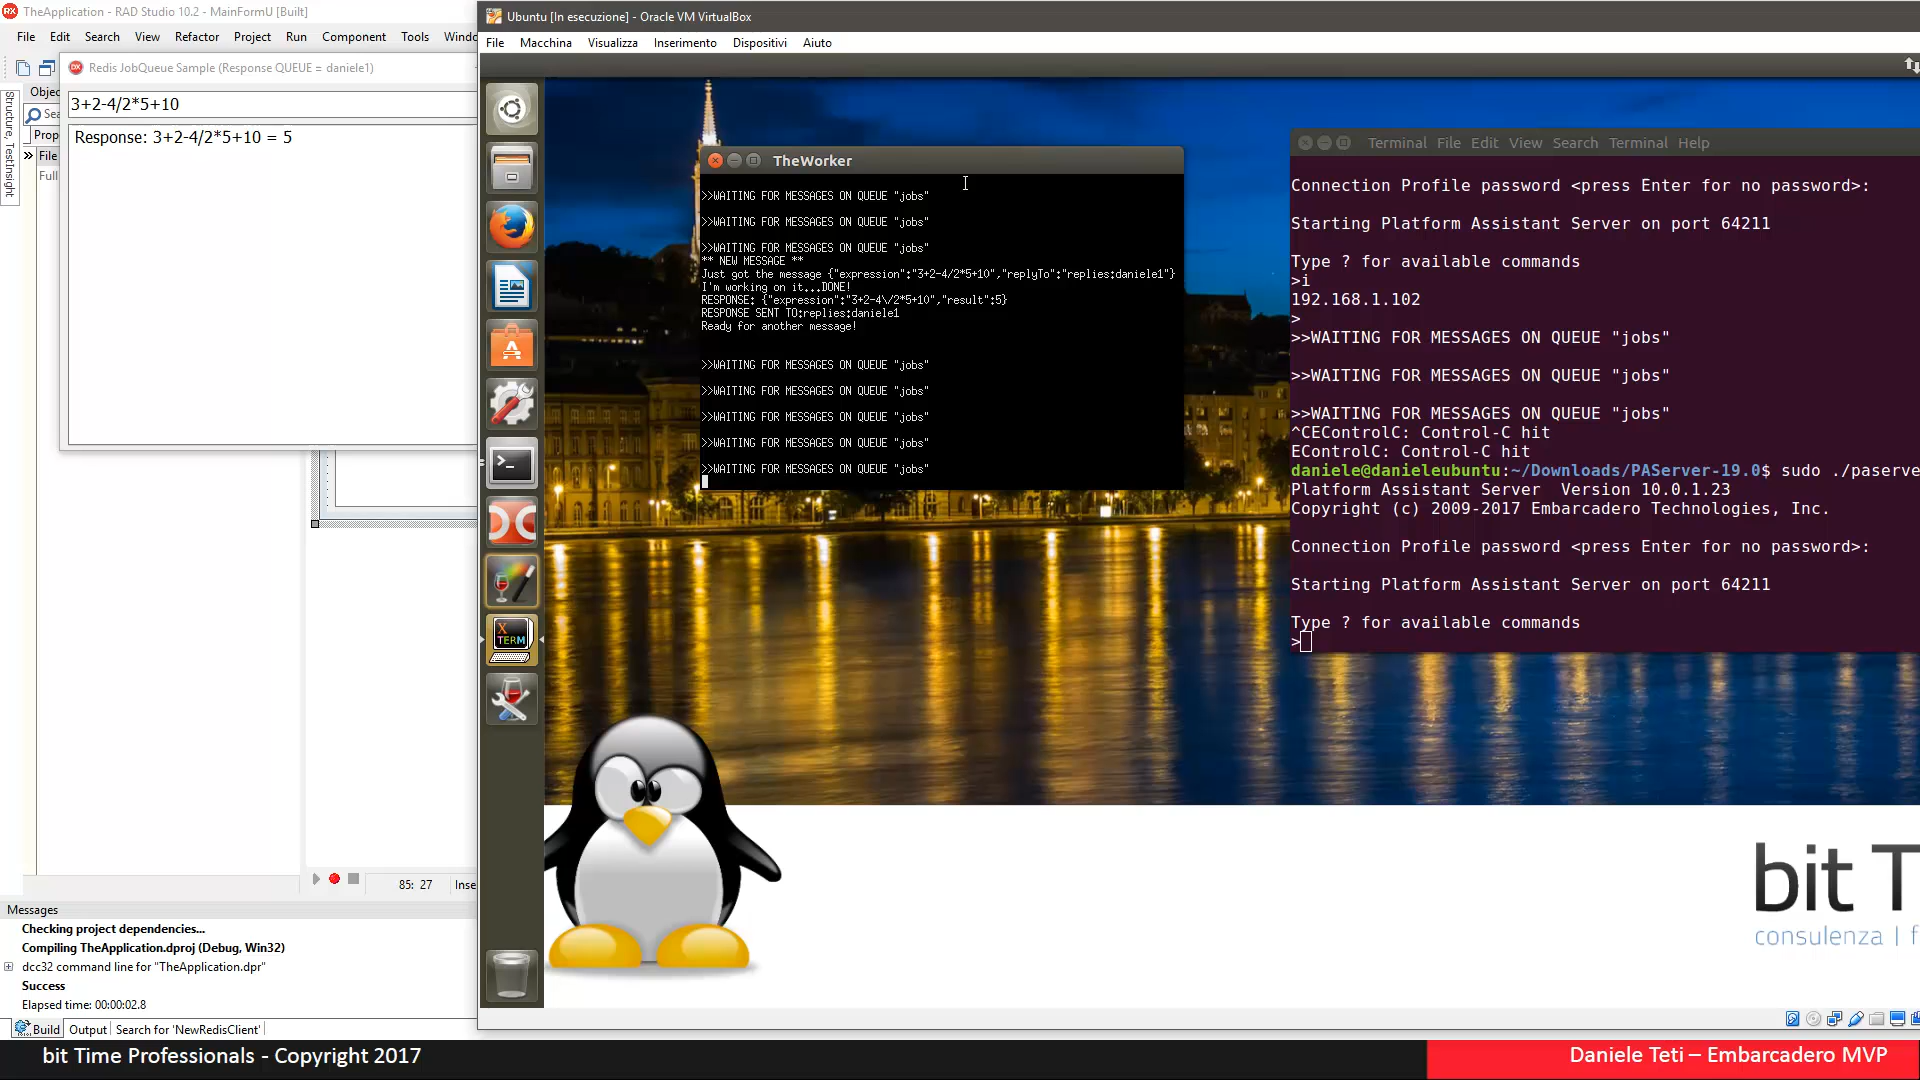 TheApplication - RAD Studio 10.2 - MainFormU [Built]
File Edit Search View Refactor Project Run Component Tools Windo
Redis JobQueue Sample (Response QUEUE = daniele1)
3+2-4/2*5+10
Response: 3+2-4/2*5+10 = 5
Objec
Sea
Prop
File
Full
Structure, TestInsight
85: 27 Inse
Messages
Checking project dependencies...
Compiling TheApplication.dproj (Debug, Win32)
dcc32 command line for "TheApplication.dpr"
Success
Elapsed time: 00:00:02.8
Build Output Search for 'NewRedisClient'
Ubuntu [In esecuzione] - Oracle VM VirtualBox
File Macchina Visualizza Inserimento Dispositivi Aiuto
TheWorker
>>WAITING FOR MESSAGES ON QUEUE "jobs"
>>WAITING FOR MESSAGES ON QUEUE "jobs"
>>WAITING FOR MESSAGES ON QUEUE "jobs"
** NEW MESSAGE **
Just got the message {"expression":"3+2-4/2*5+10","replyTo":"replies:daniele1"}
I'm working on it...DONE!
RESPONSE: {"expression":"3+2-4\/2*5+10","result":5}
RESPONSE SENT TO:replies:daniele1
Ready for another message!
>>WAITING FOR MESSAGES ON QUEUE "jobs"
>>WAITING FOR MESSAGES ON QUEUE "jobs"
>>WAITING FOR MESSAGES ON QUEUE "jobs"
>>WAITING FOR MESSAGES ON QUEUE "jobs"
>>WAITING FOR MESSAGES ON QUEUE "jobs"
X TERM
Terminal File Edit View Search Terminal Help
Connection Profile password <press Enter for no password>:
Starting Platform Assistant Server on port 64211
Type ? for available commands
>i
192.168.1.102
>
>>WAITING FOR MESSAGES ON QUEUE "jobs"
>>WAITING FOR MESSAGES ON QUEUE "jobs"
>>WAITING FOR MESSAGES ON QUEUE "jobs"
^CEControlC: Control-C hit
EControlC: Control-C hit
daniele@danieleubuntu:~/Downloads/PAServer-19.0$ sudo ./paserve
Platform Assistant Server  Version 10.0.1.23
Copyright (c) 2009-2017 Embarcadero Technologies, Inc.
Connection Profile password <press Enter for no password>:
Starting Platform Assistant Server on port 64211
Type ? for available commands
>
bit T
consulenza | f
bit Time Professionals - Copyright 2017
Daniele Teti – Embarcadero MVP